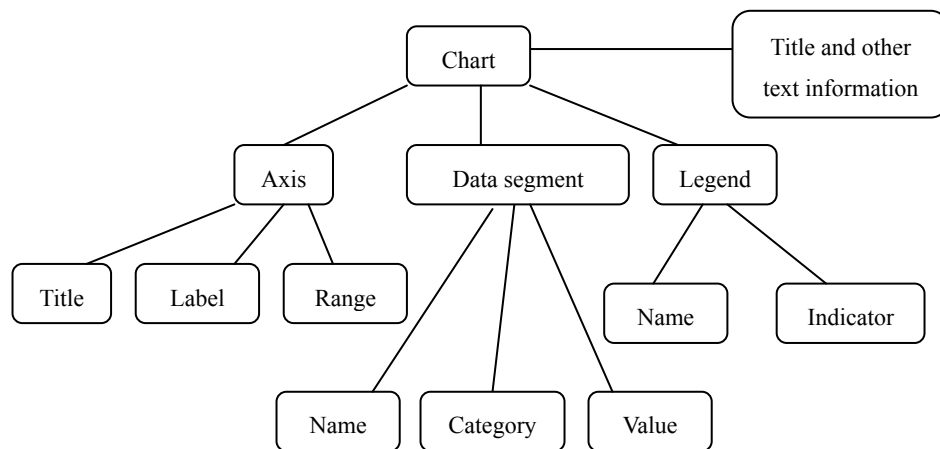 Chart
Title and other
text information
Axis
Data segment
Legend
Title
Label
Range
Name
Indicator
Name
Category
Value